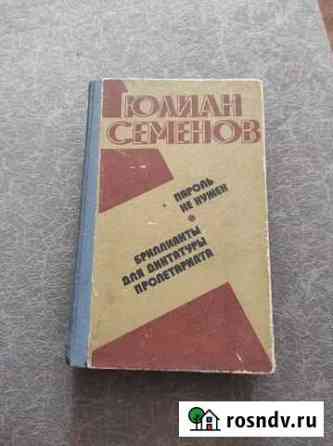 ЮЛИАН
СЕМЕНОВ
ПАРОЛЬ
НЕ НУЖЕН
БРИЛЛИАНТЫ
ДЛЯ ДИКТАТУРЫ
ПРОЛЕТАРИАТА
rosndv.ru